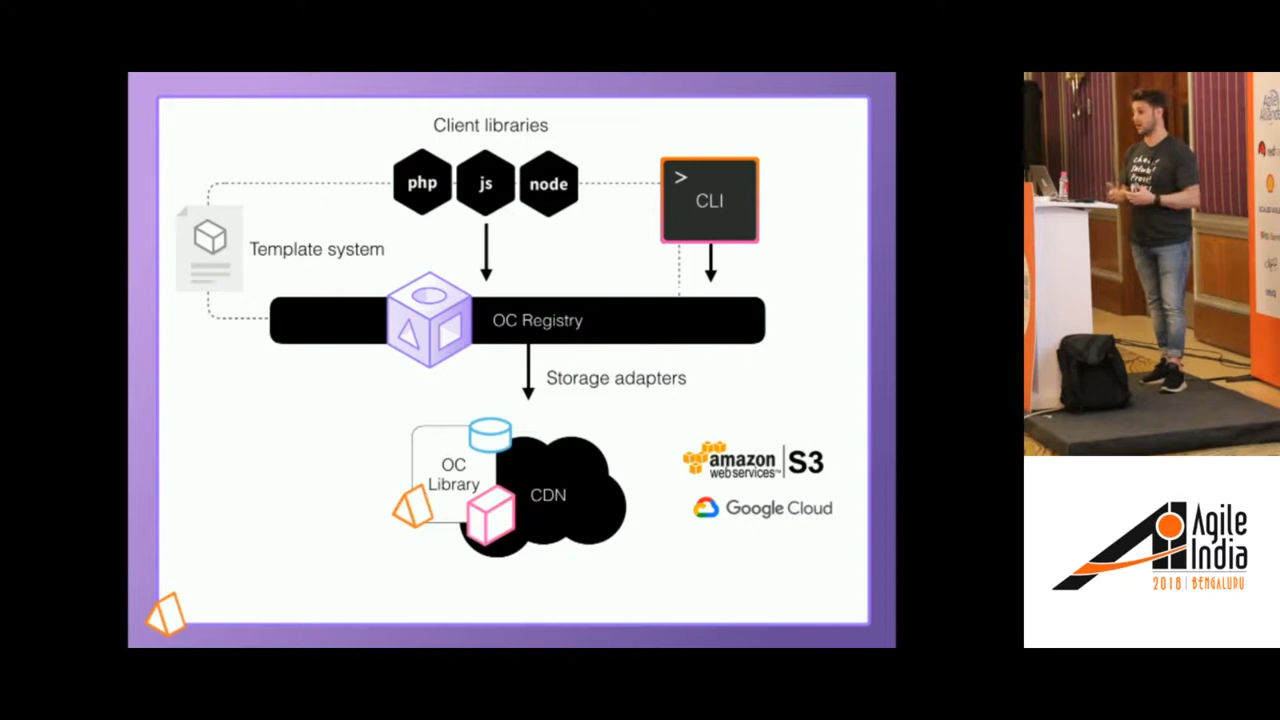 Client libraries
php
js
node
>
CLI
Template system
OC Registry
Storage adapters
OC
Library
CDN
amazon
web services™
S3
Google Cloud
Agile
India
2018 | BENGALURU